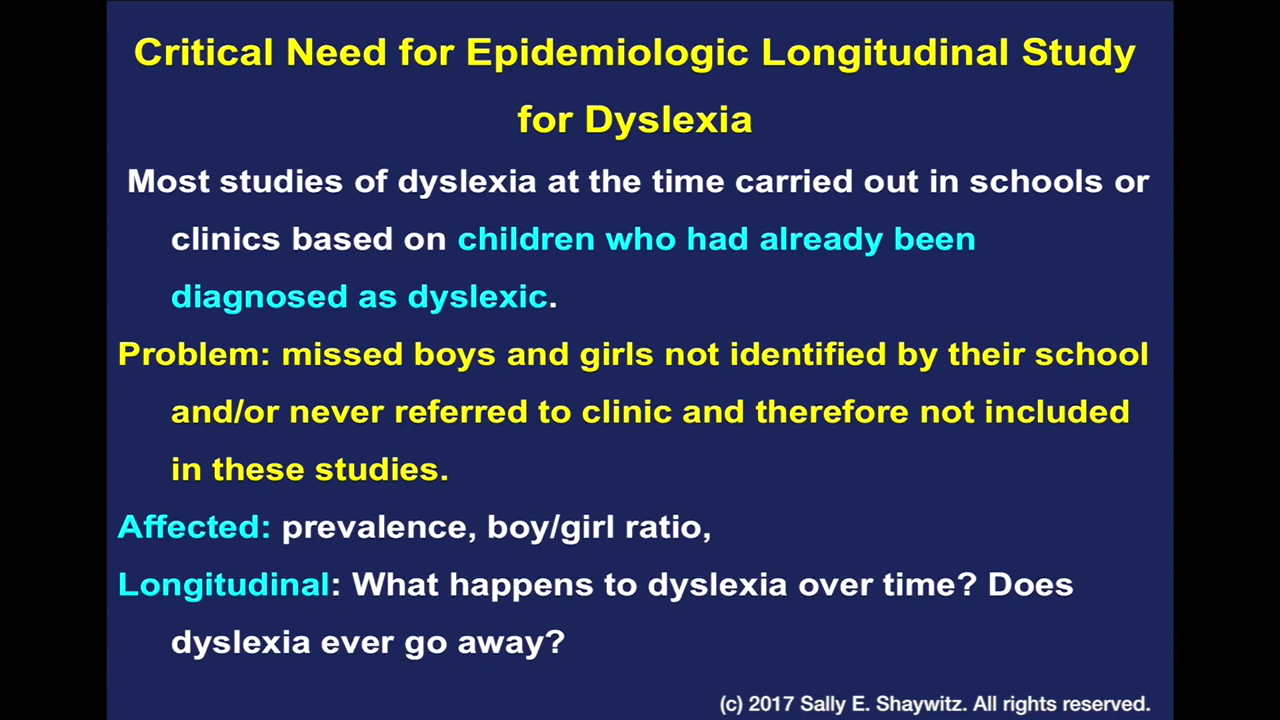 Critical Need for Epidemiologic Longitudinal Study
for Dyslexia
Most studies of dyslexia at the time carried out in schools or
clinics based on children who had already been
diagnosed as dyslexic.
Problem: missed boys and girls not identified by their school
and/or never referred to clinic and therefore not included
in these studies.
Affected: prevalence, boy/girl ratio,
Longitudinal: What happens to dyslexia over time? Does
dyslexia ever go away?
(c) 2017 Sally E. Shaywitz. All rights reserved.